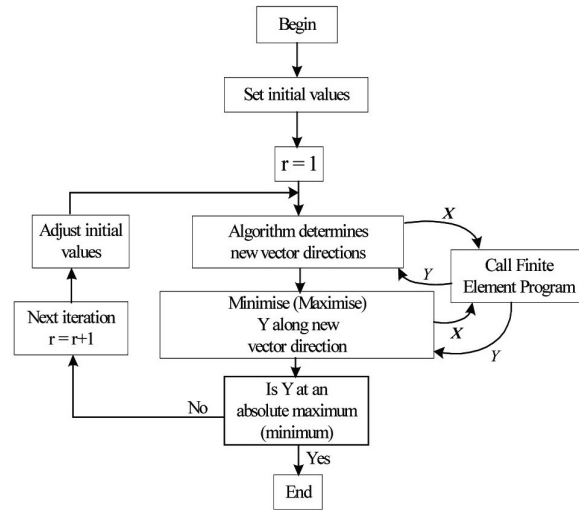 Begin
Set initial values
r = 1
Algorithm determines
new vector directions
X
Y
Call Finite
Element Program
Adjust initial
values
Minimise (Maximise)
Y along new
vector direction
X
Y
Next iteration
r = r+1
Is Y at an
absolute maximum
(minimum)
No
Yes
End